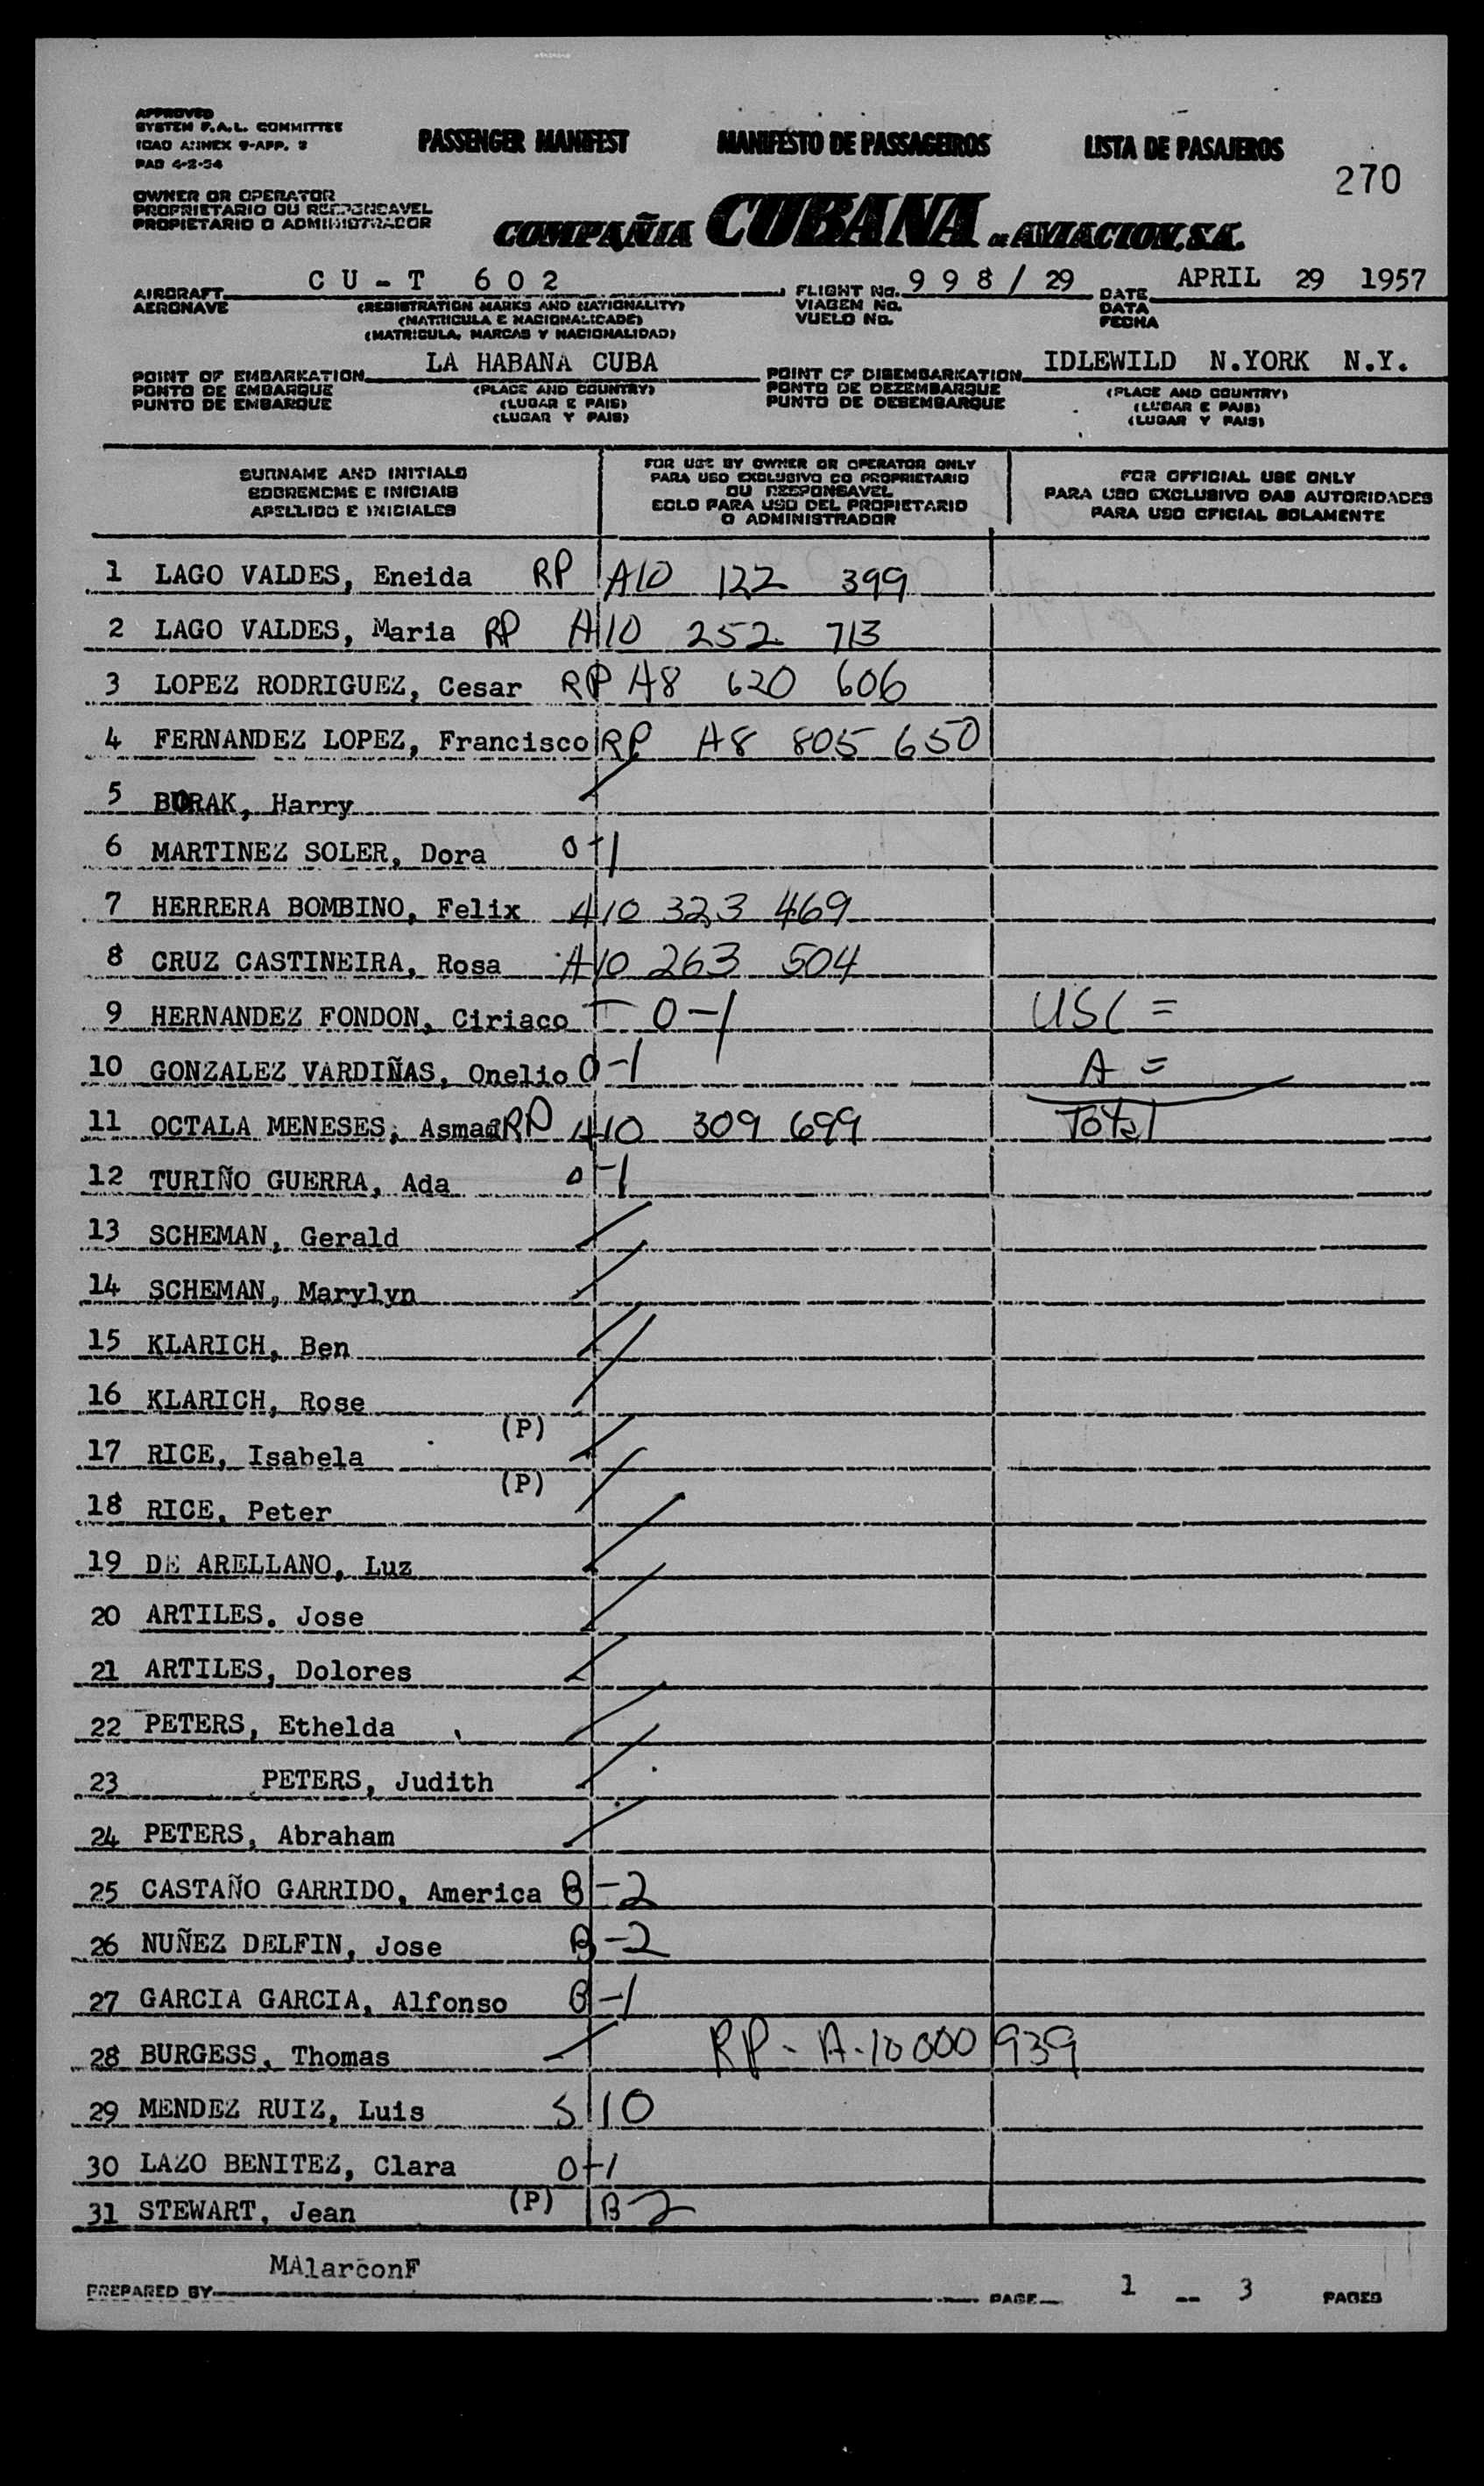 APPROVED
SYSTEM F.A.L. COMMITTEE
ICAO ANNEX 9-APP. 3
PAD 4-2-54
PASSENGER MANIFEST MANIFESTO DE PASSAGEIROS LISTA DE PASAJEROS
270
OWNER OR OPERATOR
PROPRIETARIO OU RESPONSAVEL
PROPIETARIO O ADMINISTRADOR
COMPAÑIA CUBANA DE AVIACION, S.A.
AIRCRAFT CU-T 602 FLIGHT No. 998/29 DATE APRIL 29 1957
AERONAVE (REGISTRATION MARKS AND NATIONALITY) VIAGEM No. DATA
(MATRICULA E NACIONALICADE) VUELO No. FECHA
(MATRICULA, MARCAS Y NACIONALIDAD)
POINT OF EMBARKATION LA HABANA CUBA POINT OF DISEMBARKATION IDLEWILD N.YORK N.Y.
PONTO DE EMBARQUE (PLACE AND COUNTRY) PONTO DE DEZEMBARQUE (PLACE AND COUNTRY)
PUNTO DE EMBARQUE (LUGAR E PAIS) PUNTO DE DESEMBARQUE (LUGAR E PAIS)
(LUGAR Y PAIS) (LUGAR Y PAIS)
SURNAME AND INITIALS
SOBRENOME E INICIAIS
APELLIDO E INICIALES
FOR USE BY OWNER OR OPERATOR ONLY
PARA USO EXCLUSIVO CO PROPRIETARIO
OU RESPONSAVEL
SOLO PARA USO DEL PROPIETARIO
O ADMINISTRADOR
FOR OFFICIAL USE ONLY
PARA USO EXCLUSIVO DAS AUTORIDADES
PARA USO OFICIAL SOLAMENTE
1 LAGO VALDES, Eneida RP A10 122 399
2 LAGO VALDES, Maria RP A10 252 713
3 LOPEZ RODRIGUEZ, Cesar RP A8 620 606
4 FERNANDEZ LOPEZ, Francisco RP A8 805 650
5 BORAK, Harry
6 MARTINEZ SOLER, Dora 0-1
7 HERRERA BOMBINO, Felix A10 323 469
8 CRUZ CASTINEIRA, Rosa A10 263 504
9 HERNANDEZ FONDON, Ciriaco - 0-1 USC =
10 GONZALEZ VARDIÑAS, Onelio 0-1 A =
11 OCTALA MENESES, Asmaa RP A10 309 699 Total
12 TURIÑO GUERRA, Ada 0-1
13 SCHEMAN, Gerald
14 SCHEMAN, Marylyn
15 KLARICH, Ben
16 KLARICH, Rose
17 RICE, Isabela (P)
18 RICE, Peter (P)
19 DE ARELLANO, Luz
20 ARTILES. Jose
21 ARTILES, Dolores
22 PETERS, Ethelda
23 PETERS, Judith
24 PETERS, Abraham
25 CASTAÑO GARRIDO, America B-2
26 NUÑEZ DELFIN, Jose B-2
27 GARCIA GARCIA, Alfonso B-1
28 BURGESS, Thomas RP - A-10 000 939
29 MENDEZ RUIZ, Luis S 10
30 LAZO BENITEZ, Clara 0-1
31 STEWART, Jean (P) B-2
PREPARED BY MAlarconF PAGE 1 -- 3 PAGES